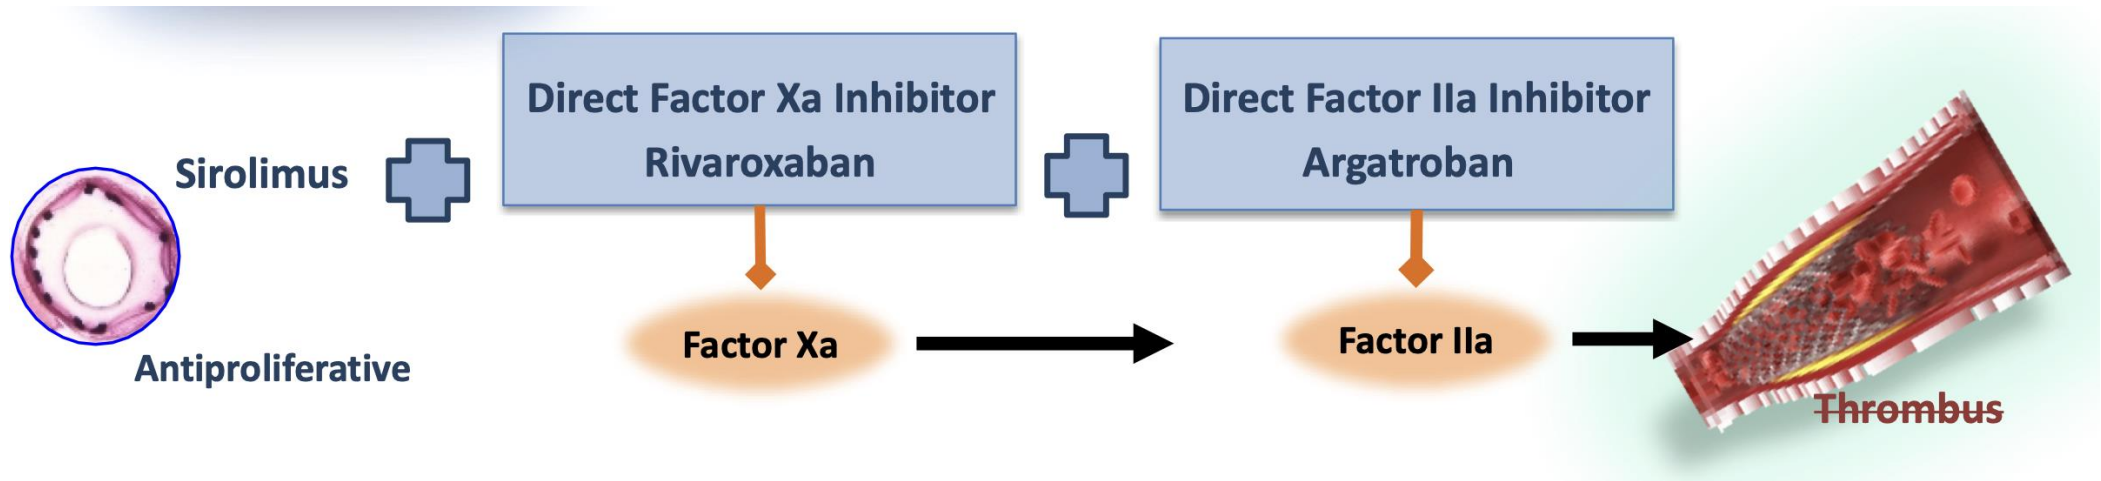 Sirolimus
Antiproliferative
Direct Factor Xa Inhibitor
Rivaroxaban
Factor Xa
Direct Factor IIa Inhibitor
Argatroban
Factor IIa
Thrombus